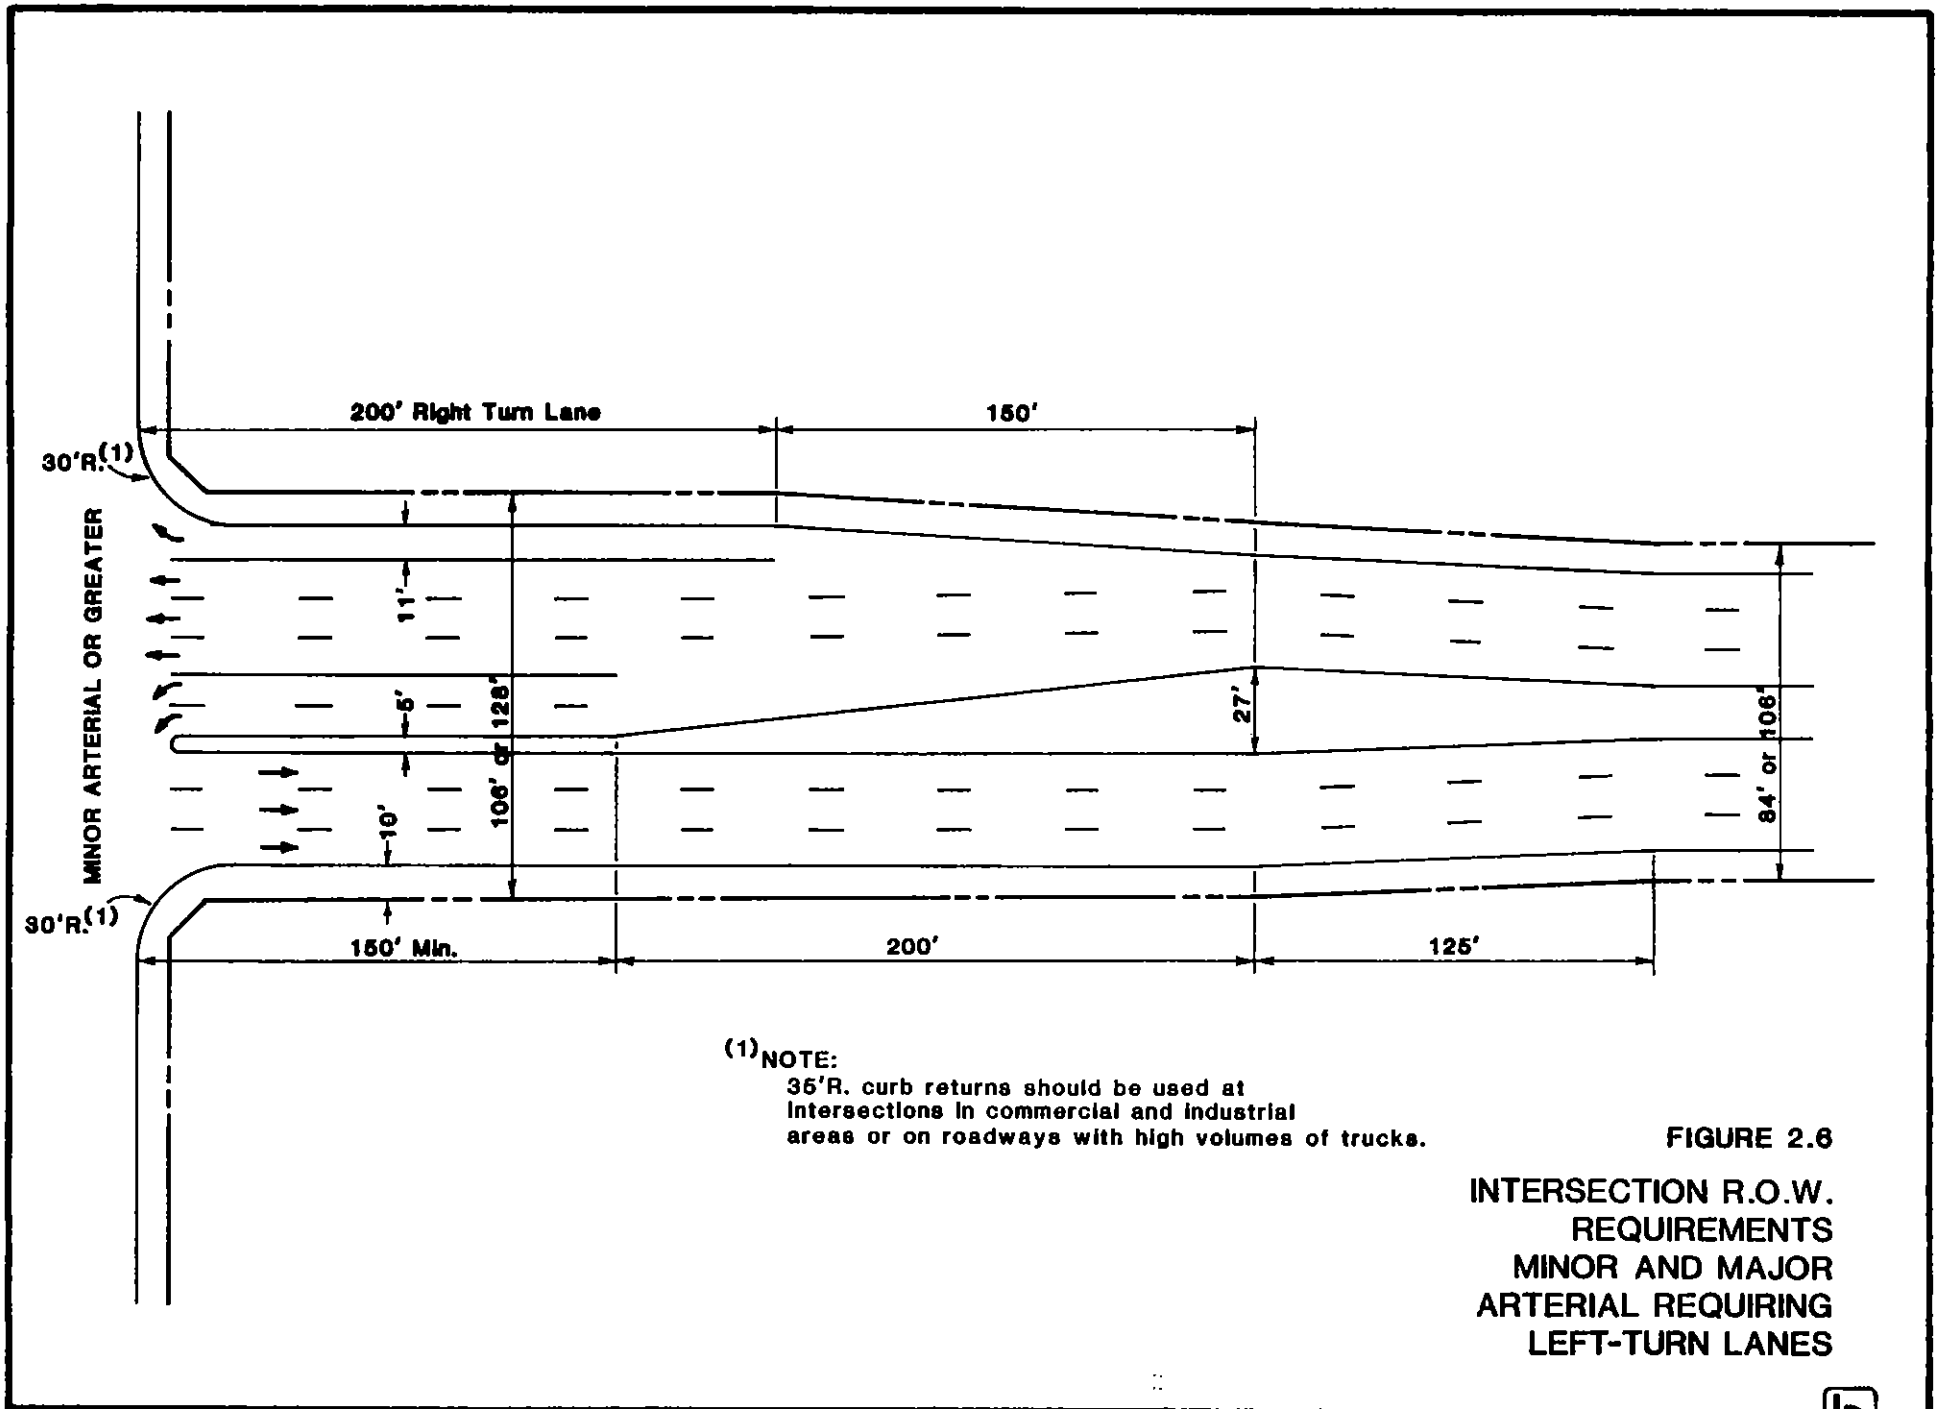 200' Right Turn Lane
150'
30'R.(1)
MINOR ARTERIAL OR GREATER
11'
5'
106' or 128'
27'
84' or 106'
10'
30'R.(1)
150' Min.
200'
125'
(1) NOTE:
35'R. curb returns should be used at
intersections in commercial and industrial
areas or on roadways with high volumes of trucks.
FIGURE 2.6
INTERSECTION R.O.W.
REQUIREMENTS
MINOR AND MAJOR
ARTERIAL REQUIRING
LEFT-TURN LANES